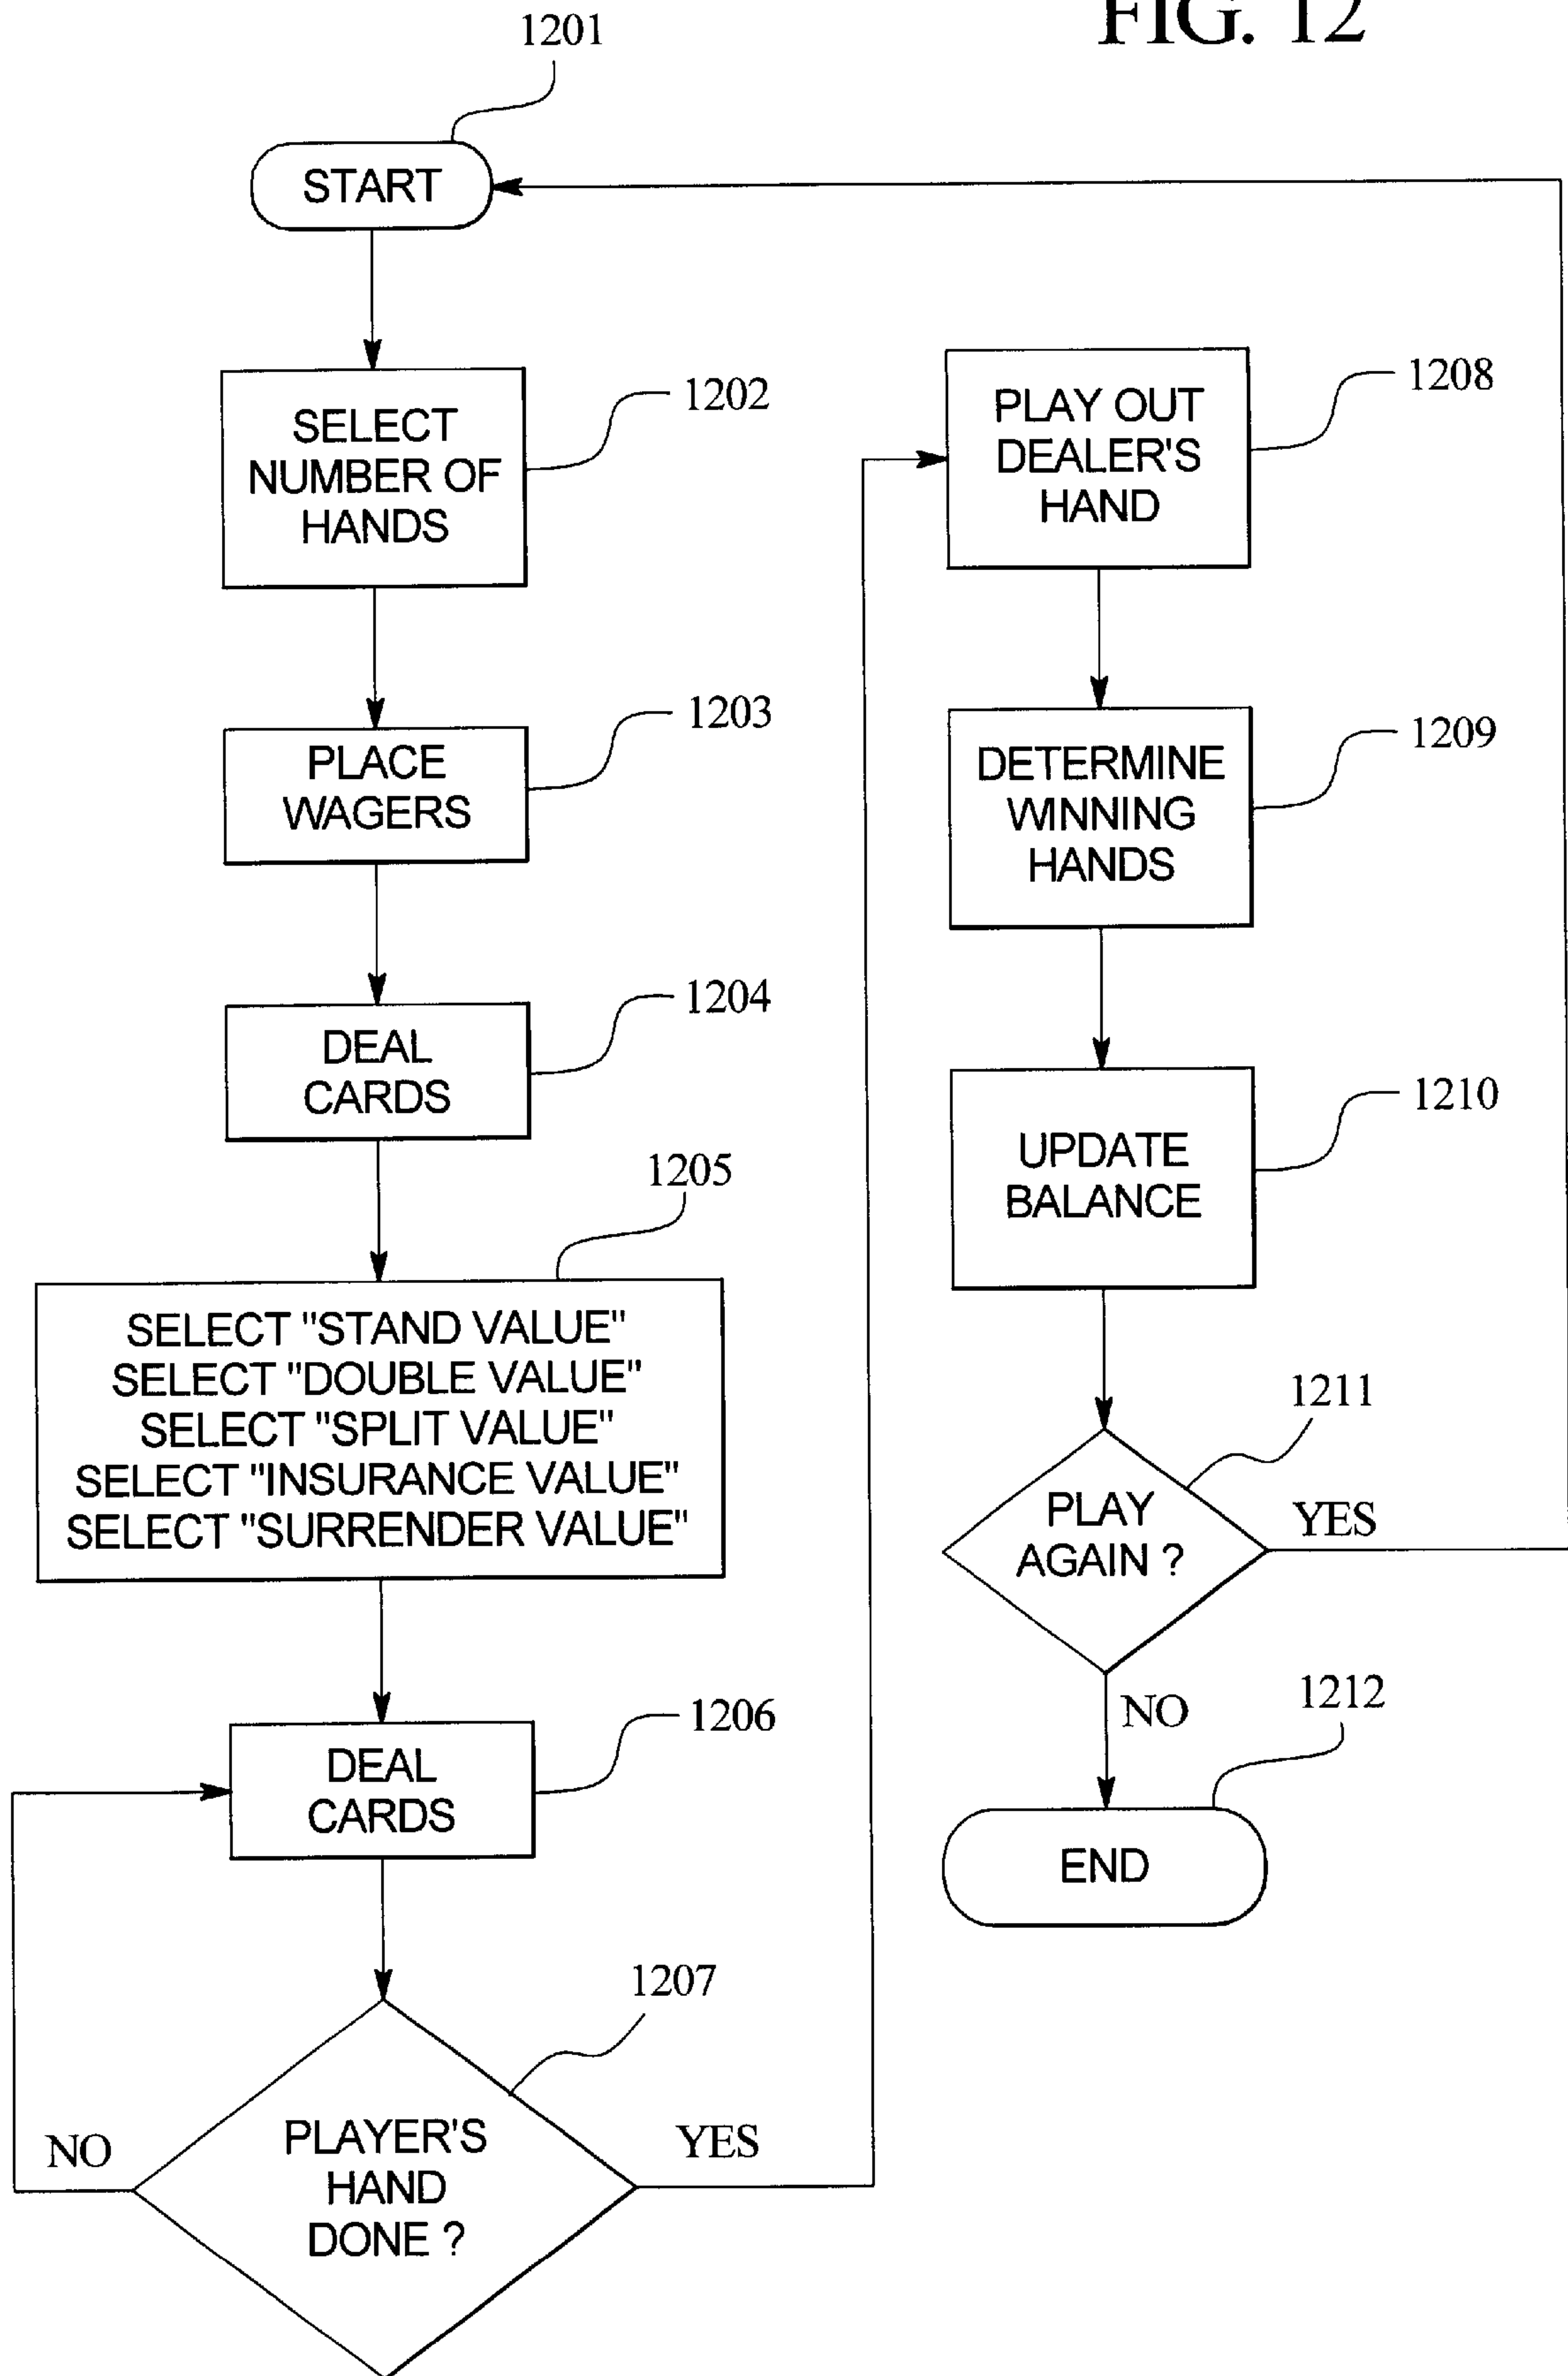 FIG. 12
1201
START
1202
SELECT
NUMBER OF
HANDS
1203
PLACE
WAGERS
1204
DEAL
CARDS
1205
SELECT "STAND VALUE"
SELECT "DOUBLE VALUE"
SELECT "SPLIT VALUE"
SELECT "INSURANCE VALUE"
SELECT "SURRENDER VALUE"
1206
DEAL
CARDS
1207
PLAYER'S
HAND
DONE ?
NO
YES
1208
PLAY OUT
DEALER'S
HAND
1209
DETERMINE
WINNING
HANDS
1210
UPDATE
BALANCE
1211
PLAY
AGAIN ?
YES
NO
1212
END